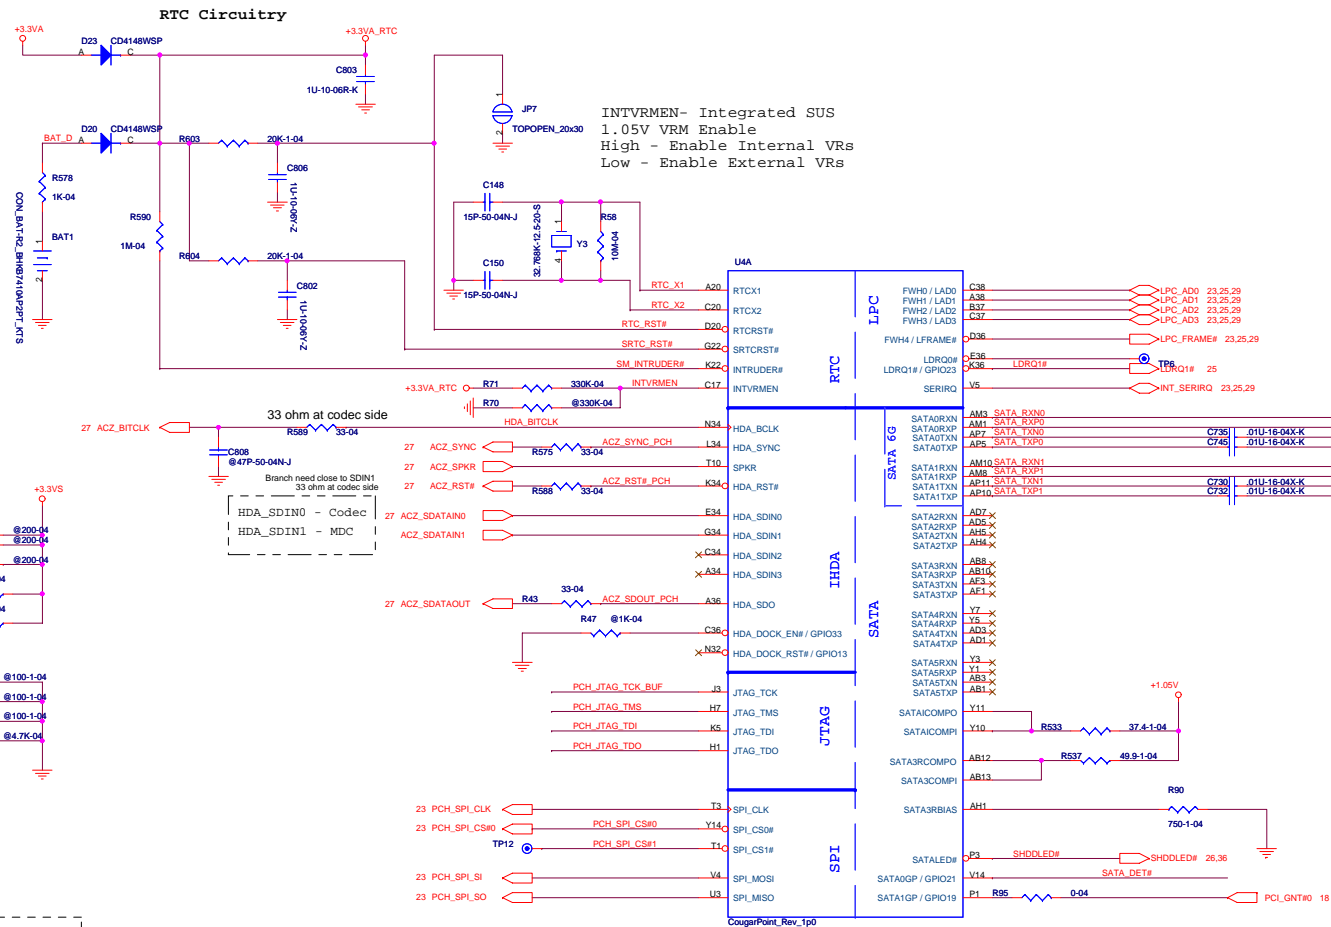 RTC Circuitry
+3.3VA
D23
CD4148WSP
A
C
+3.3VA_RTC
C803
1U-10-06R-K
JP7
1
2
TOPOPEN_20x30
INTVRMEN- Integrated SUS
1.05V VRM Enable
High - Enable Internal VRs
Low - Enable External VRs
D20
CD4148WSP
BAT_D
A
C
R603
20K-1-04
C806
1U-10-06Y-Z
R578
1K-04
BAT1
1
2
R590
1M-04
R604
20K-1-04
C802
1U-10-06Y-Z
C148
15P-50-04N-J
C150
15P-50-04N-J
32.768K-12.5-20-S
1
4
Y3
R58
10M-04
U4A
RTC_X1
A20
RTCX1
RTC_X2
C20
RTCX2
RTC_RST#
D20
RTCRST#
SRTC_RST#
G22
SRTCRST#
SM_INTRUDER#
K22
INTRUDER#
+3.3VA_RTC
R71
330K-04
INTVRMEN
C17
INTVRMEN
R70
@330K-04
RTC
LPC
FWH0 / LAD0
C38
LPC_AD0 23,25,29
FWH1 / LAD1
A38
LPC_AD1 23,25,29
FWH2 / LAD2
B37
LPC_AD2 23,25,29
FWH3 / LAD3
C37
LPC_AD3 23,25,29
FWH4 / LFRAME#
D36
LPC_FRAME# 23,25,29
LDRQ0#
E36
TP6
LDRQ1# / GPIO23
K36
LDRQ1#
LDRQ1# 25
SERIRQ
V5
INT_SERIRQ 23,25,29
33 ohm at codec side
27 ACZ_BITCLK
R589
33-04
HDA_BITCLK
N34
HDA_BCLK
C808
@47P-50-04N-J
27 ACZ_SYNC
R575
33-04
ACZ_SYNC_PCH
L34
HDA_SYNC
27 ACZ_SPKR
T10
SPKR
27 ACZ_RST#
R588
33-04
ACZ_RST#_PCH
K34
HDA_RST#
Branch need close to SDIN1
33 ohm at codec side
HDA_SDIN0 - Codec
HDA_SDIN1 - MDC
27 ACZ_SDATAIN0
E34
HDA_SDIN0
ACZ_SDATAIN1
G34
HDA_SDIN1
C34
HDA_SDIN2
A34
HDA_SDIN3
27 ACZ_SDATAOUT
R43
33-04
ACZ_SDOUT_PCH
A36
HDA_SDO
R47
@1K-04
C36
HDA_DOCK_EN# / GPIO33
N32
HDA_DOCK_RST# / GPIO13
IHDA
SATA
SATA 6G
SATA0RXN
AM3
SATA_RXN0
SATA0RXP
AM1
SATA_RXP0
SATA0TXN
AP7
SATA_TXN0
C735
.01U-16-04X-K
SATA0TXP
AP5
SATA_TXP0
C745
.01U-16-04X-K
SATA1RXN
AM10
SATA_RXN1
SATA1RXP
AM8
SATA_RXP1
SATA1TXN
AP11
SATA_TXN1
C730
.01U-16-04X-K
SATA1TXP
AP10
SATA_TXP1
C732
.01U-16-04X-K
SATA2RXN
AD7
SATA2RXP
AD5
SATA2TXN
AH5
SATA2TXP
AH4
SATA3RXN
AB8
SATA3RXP
AB10
SATA3TXN
AF3
SATA3TXP
AF1
SATA4RXN
Y7
SATA4RXP
Y5
SATA4TXN
AD3
SATA4TXP
AD1
SATA5RXN
Y3
SATA5RXP
Y1
SATA5TXN
AB3
SATA5TXP
AB1
+3.3VS
@200-04
@200-04
@200-04
@100-1-04
@100-1-04
@100-1-04
@4.7K-04
PCH_JTAG_TCK_BUF
J3
JTAG_TCK
PCH_JTAG_TMS
H7
JTAG_TMS
PCH_JTAG_TDI
K5
JTAG_TDI
PCH_JTAG_TDO
H1
JTAG_TDO
JTAG
+1.05V
SATAICOMPO
Y11
SATAICOMPI
Y10
R533
37.4-1-04
SATA3RCOMPO
AB12
R537
49.9-1-04
SATA3COMPI
AB13
SATA3RBIAS
AH1
R90
750-1-04
23 PCH_SPI_CLK
T3
SPI_CLK
23 PCH_SPI_CS#0
PCH_SPI_CS#0
Y14
SPI_CS0#
TP12
PCH_SPI_CS#1
T1
SPI_CS1#
23 PCH_SPI_SI
V4
SPI_MOSI
23 PCH_SPI_SO
U3
SPI_MISO
SPI
SATALED#
P3
SHDDLED#
SHDDLED# 26,36
SATA0GP / GPIO21
V14
SATA_DET#
SATA1GP / GPIO19
P1
R95
0-04
PCI_GNT#0 18
CougarPoint_Rev_1p0